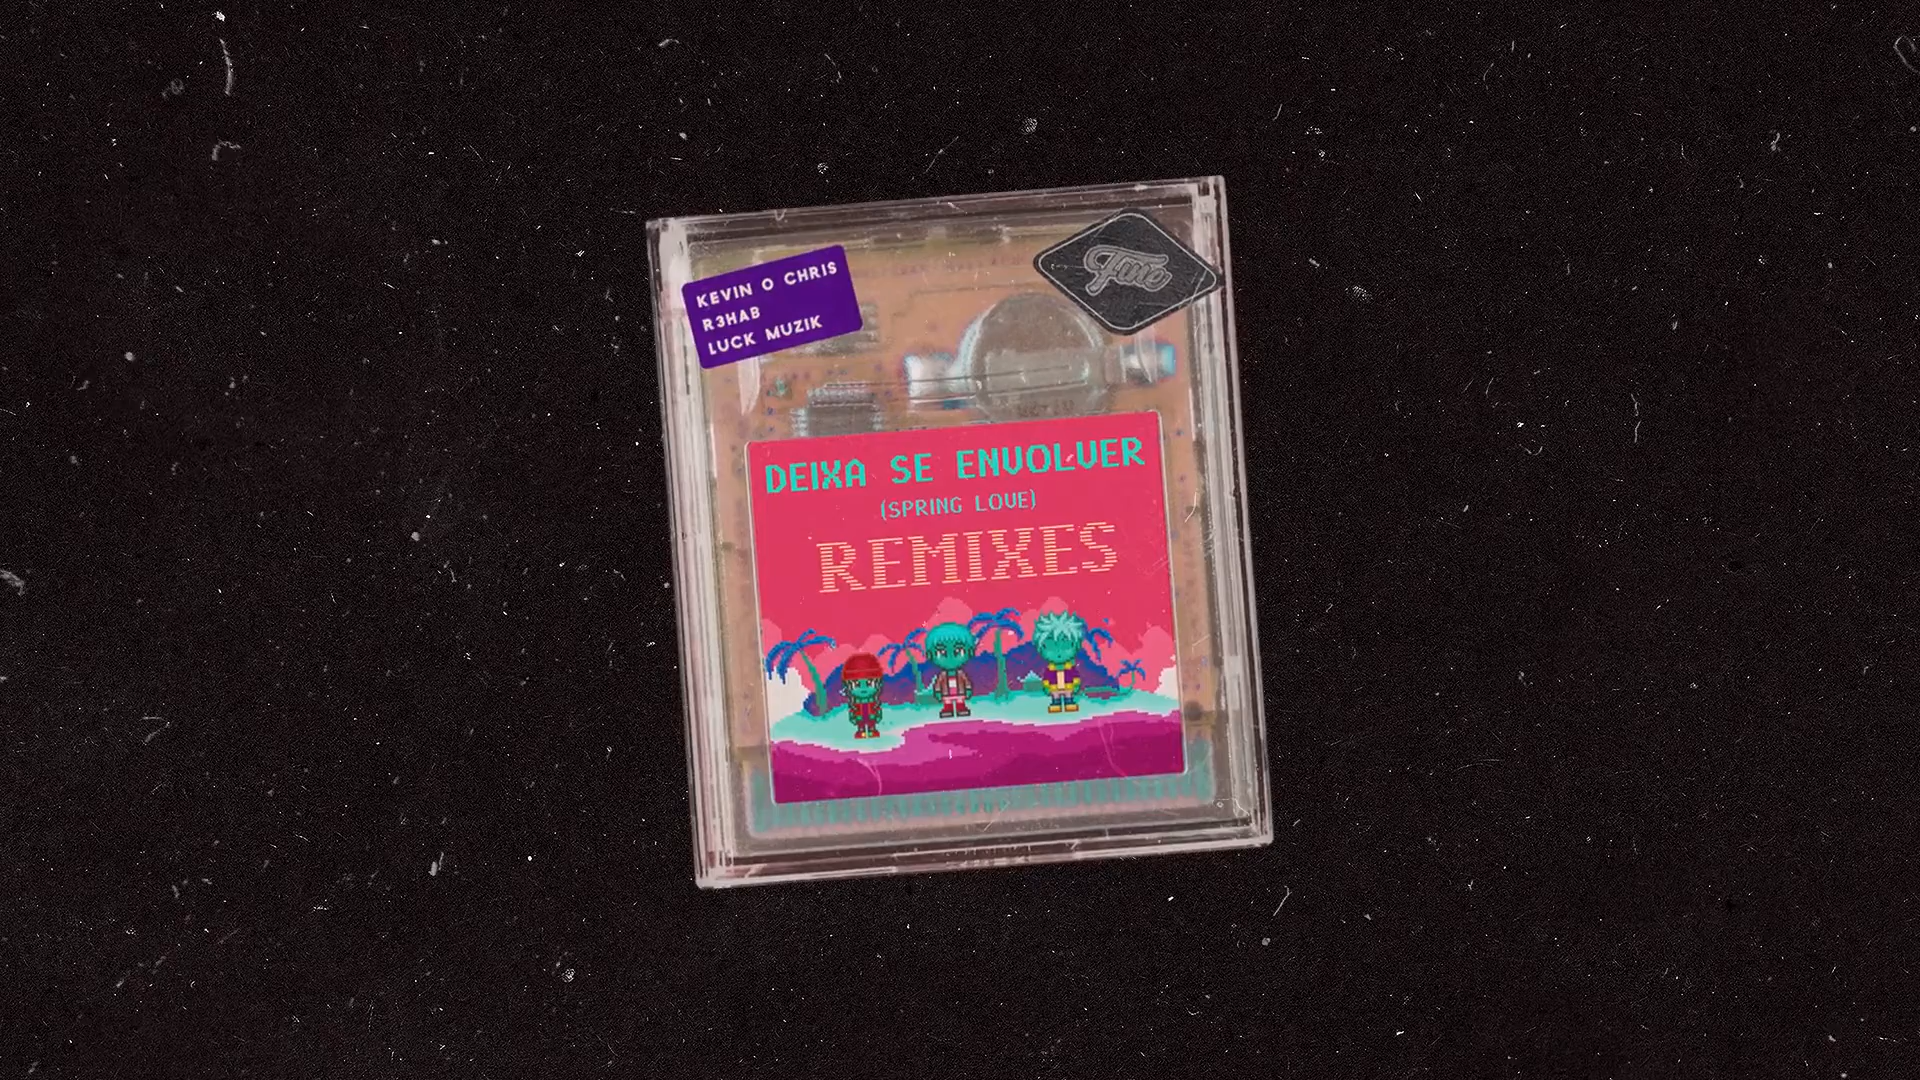 KEVIN O CHRIS
R3HAB
LUCK MUZIK
DEIXA SE ENVOLVER
(SPRING LOVE)
REMIXES